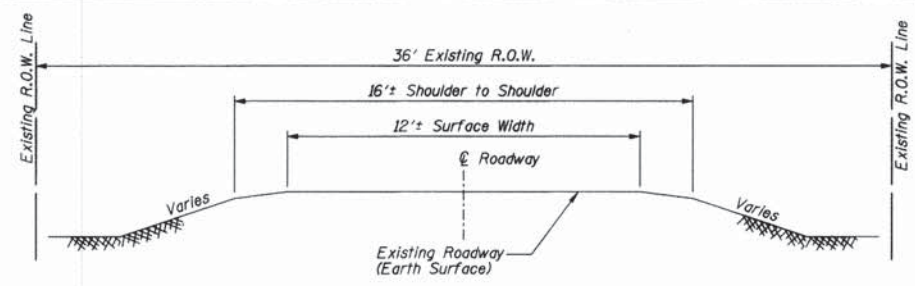 Existing R.O.W. Line
36' Existing R.O.W.
Existing R.O.W. Line
16'± Shoulder to Shoulder
12'± Surface Width
℄ Roadway
Varies
Varies
Existing Roadway
(Earth Surface)